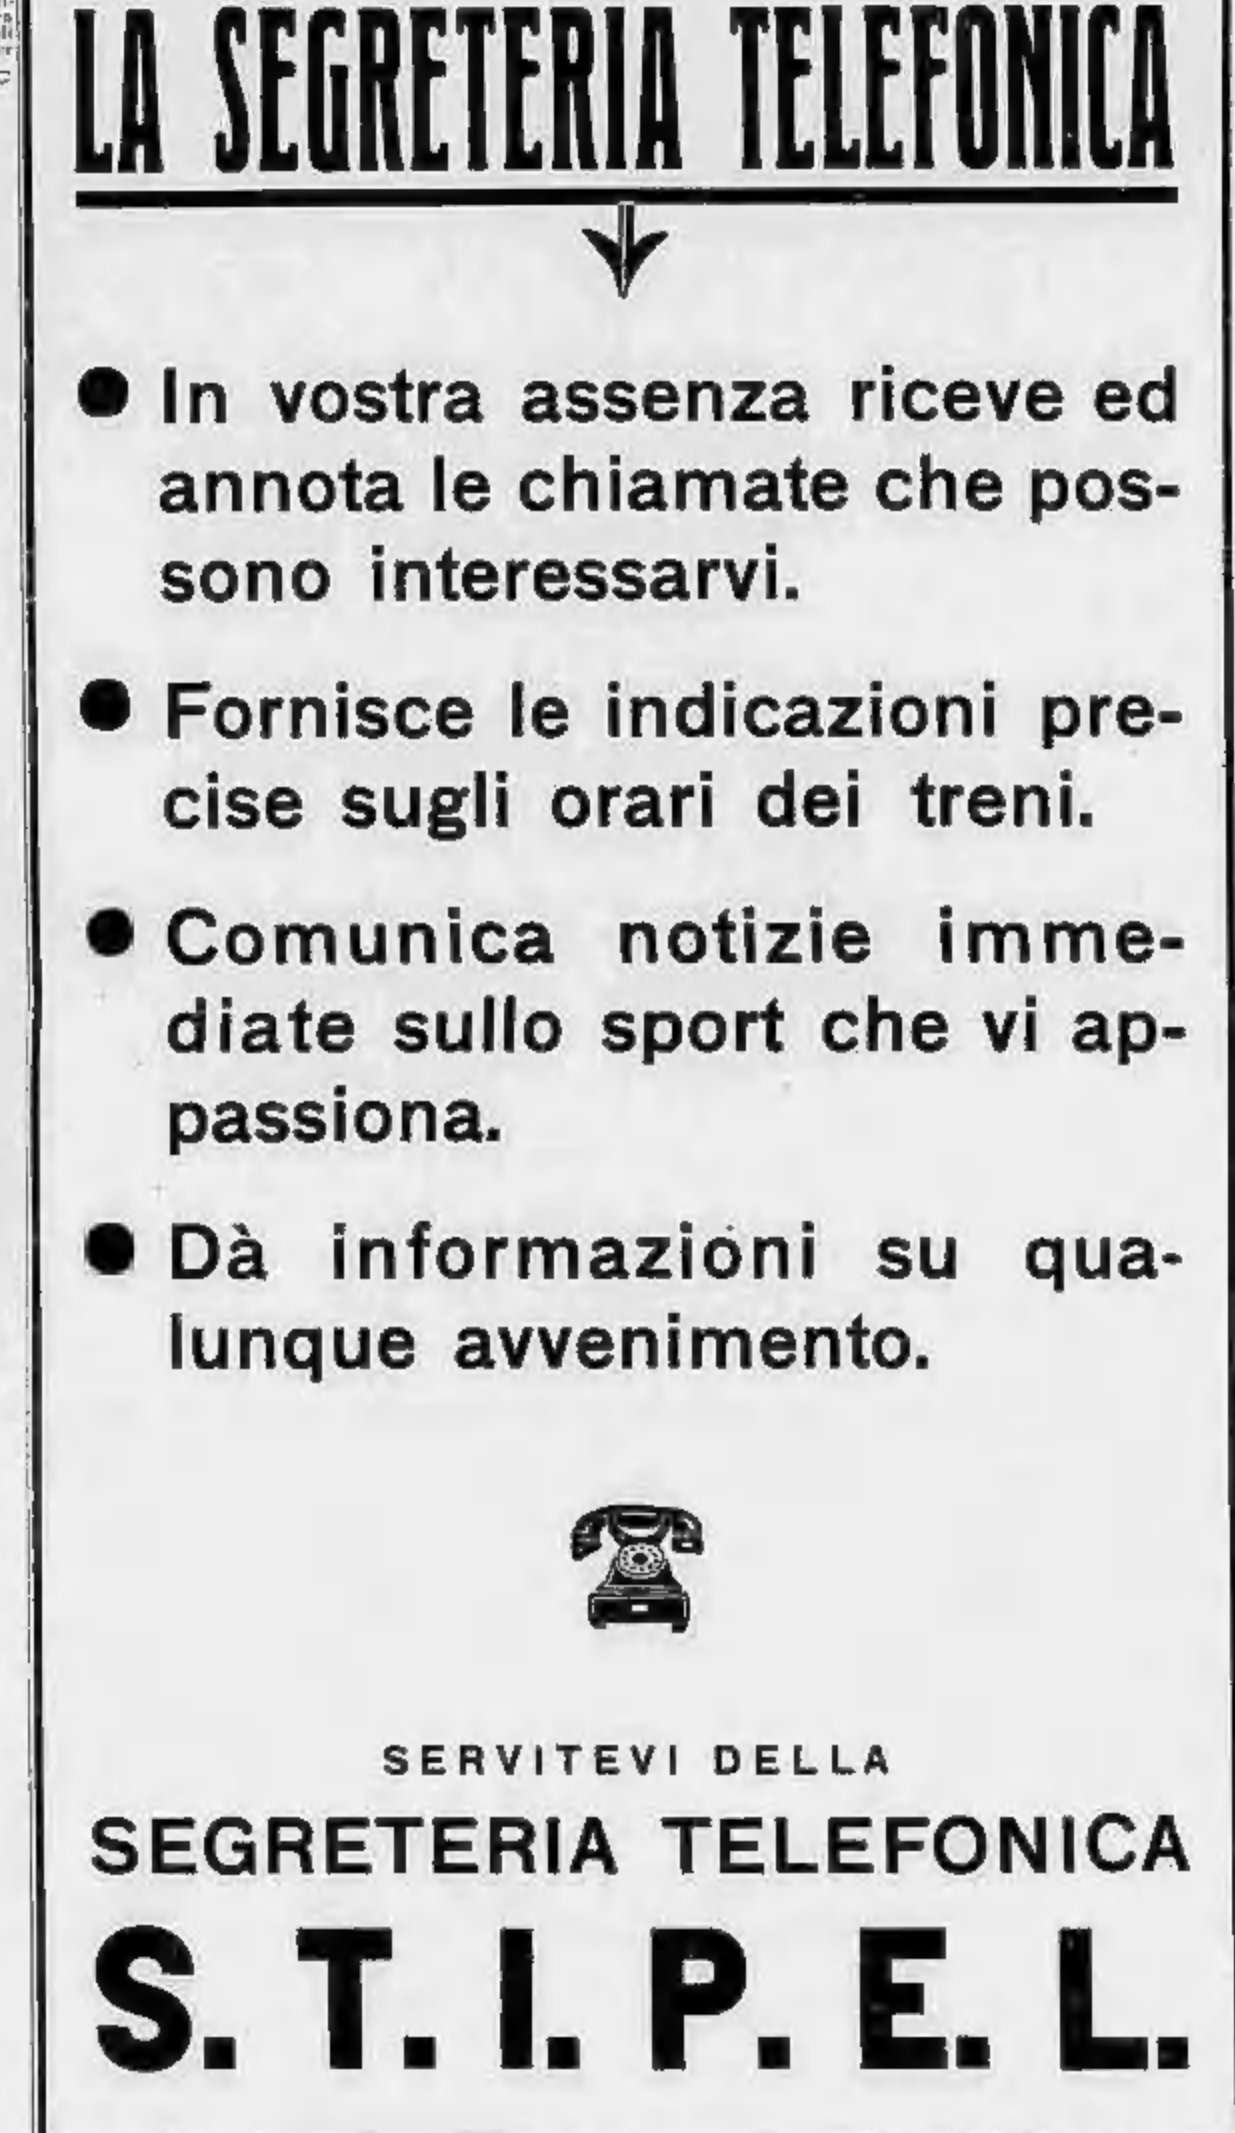 LA SEGRETERIA TELEFONICA
● In vostra assenza riceve ed
annota le chiamate che pos-
sono interessarvi.
● Fornisce le indicazioni pre-
cise sugli orari dei treni.
● Comunica notizie imme-
diate sullo sport che vi ap-
passiona.
● Dà informazioni su qua-
lunque avvenimento.
SERVITEVI DELLA
SEGRETERIA TELEFONICA
S. T. I. P. E. L.